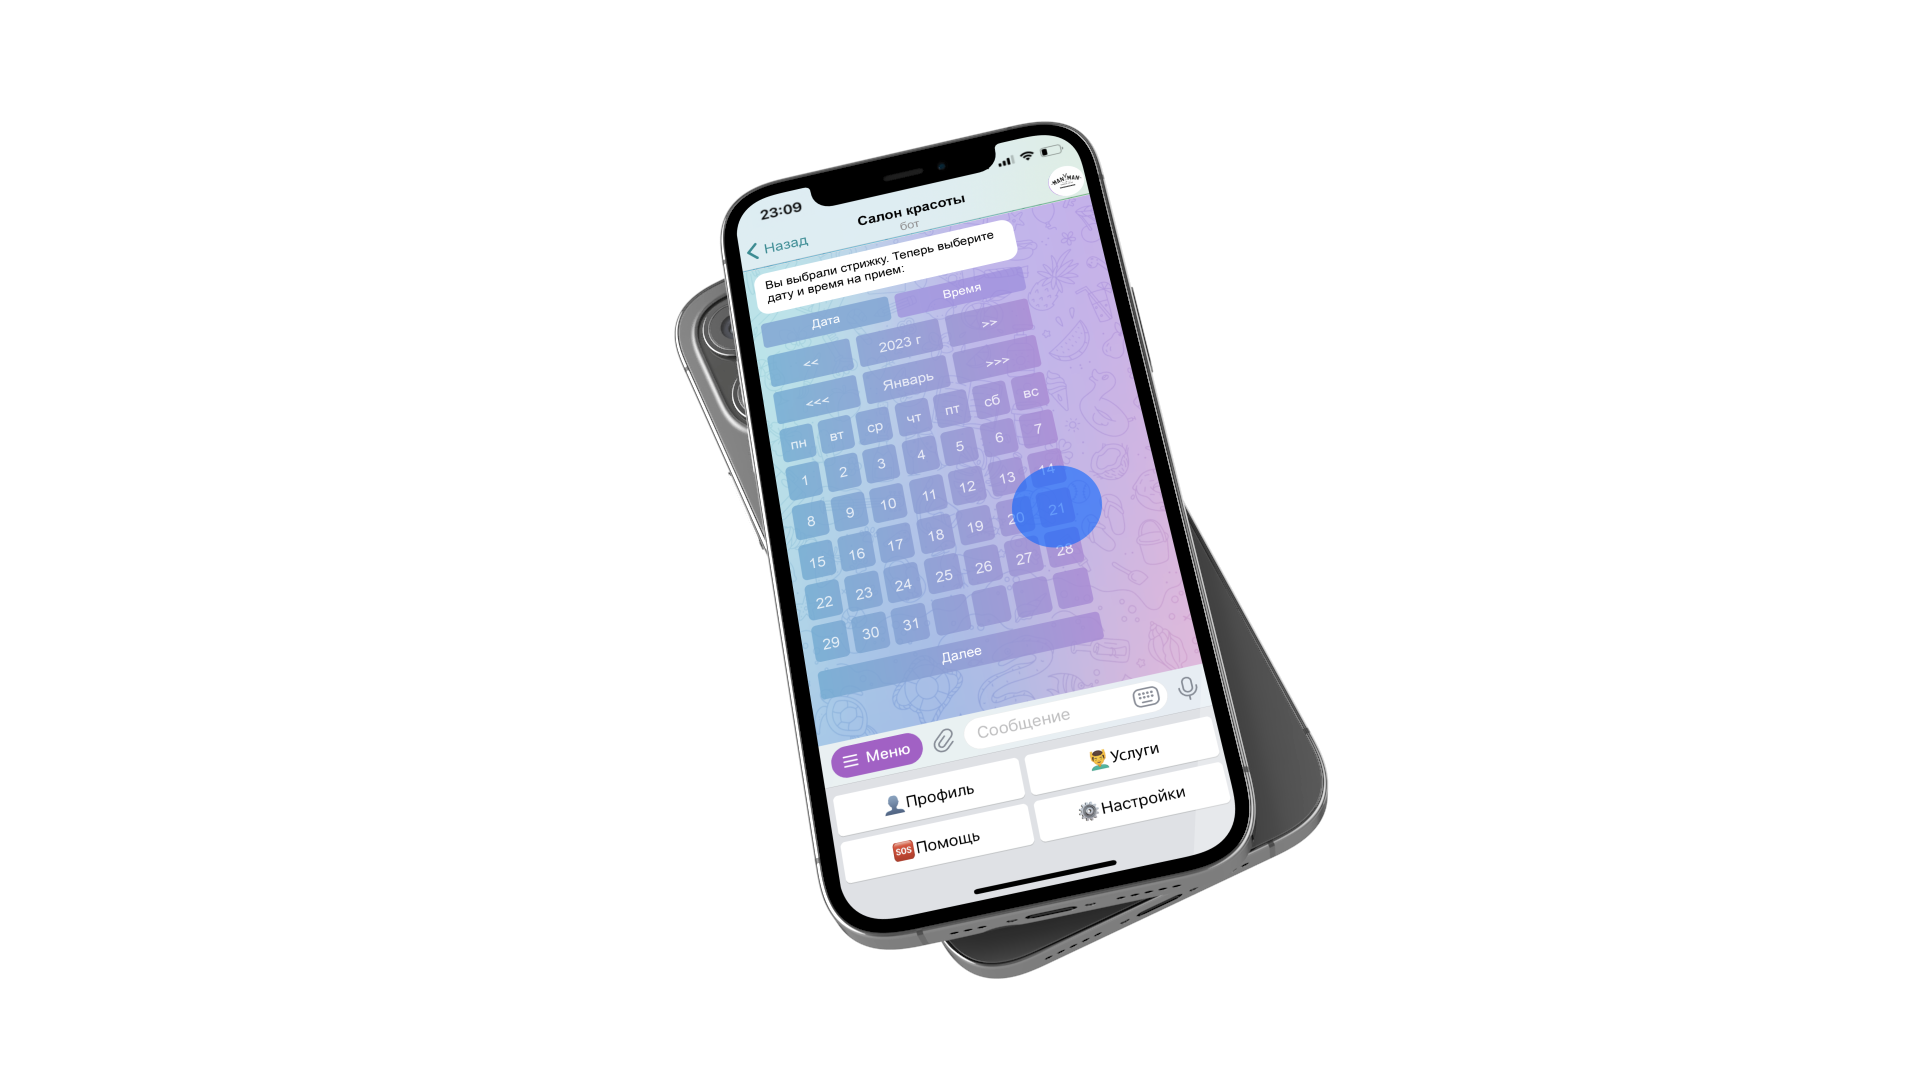 23:09
Назад
Салон красоты
бот
MAN MAN
Вы выбрали стрижку. Теперь выберите
дату и время на прием:
Дата Время
<< 2023 г >>
<<< Январь >>>
пн вт ср чт пт сб вс
1 2 3 4 5 6 7
8 9 10 11 12 13 14
15 16 17 18 19 20 21
22 23 24 25 26 27 28
29 30 31
Далее
Меню Сообщение
Профиль Услуги
SOS Помощь Настройки